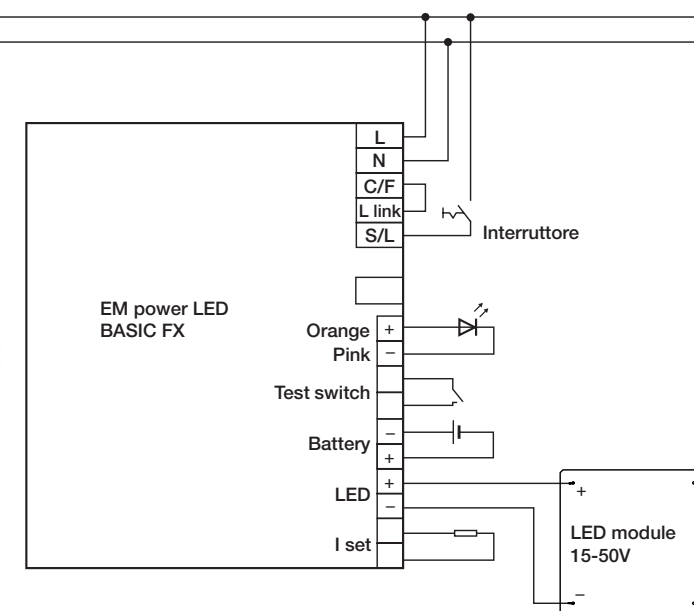 L
N
C/F
L link
S/L
Interruttore
EM power LED
BASIC FX
Orange +
Pink −
Test switch
Battery −
+
LED +
−
I set
+
LED module
15-50V
−